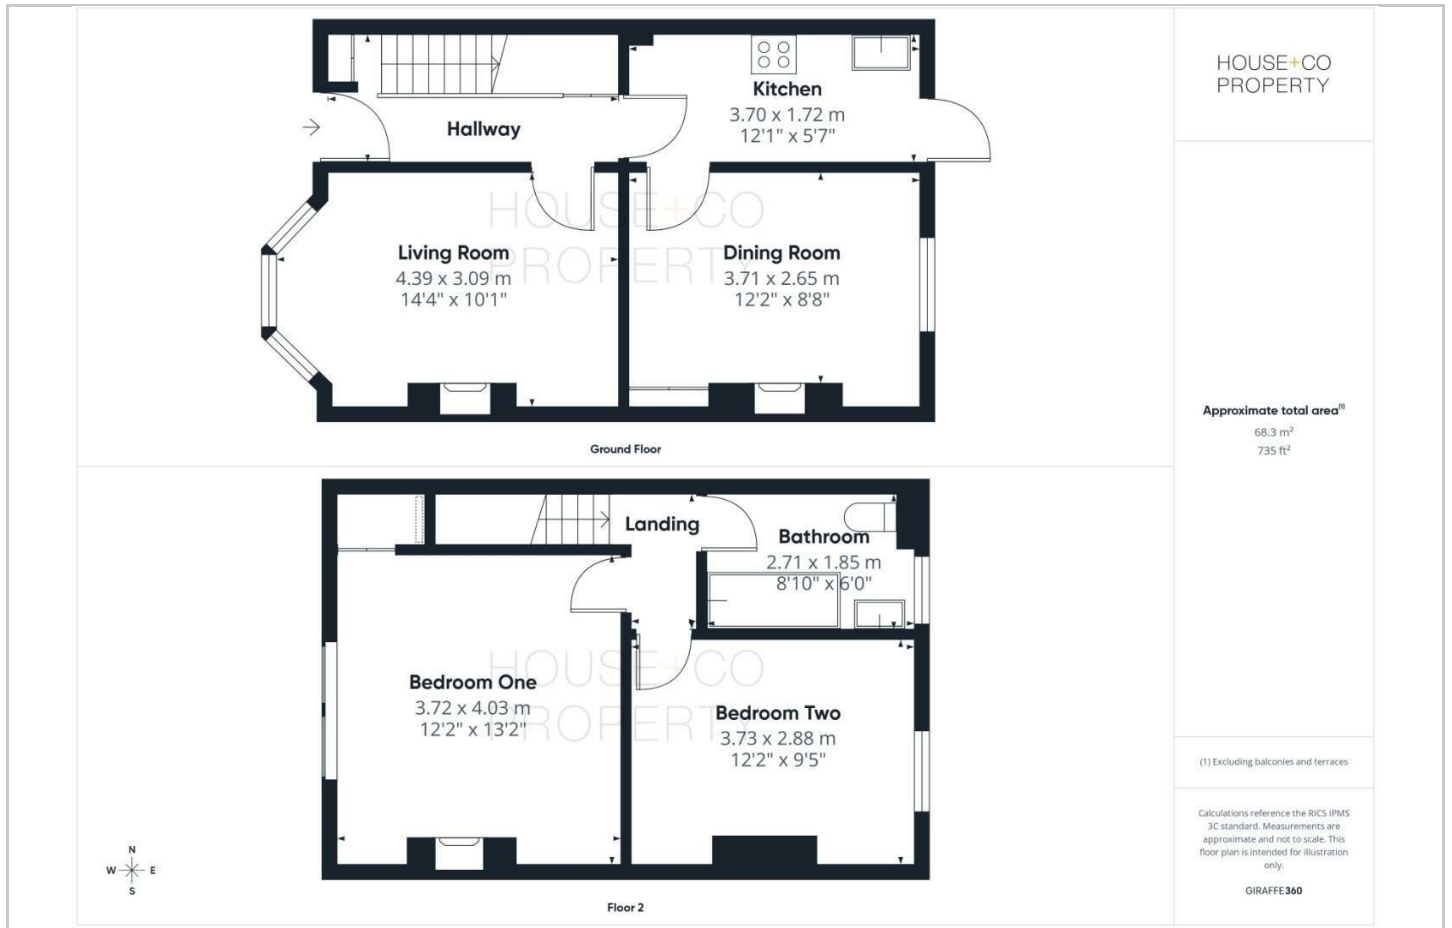 HOUSE+CO
PROPERTY
Kitchen
3.70 x 1.72 m
12'1" x 5'7"
Hallway
HOUSE+CO
PROPERTY
Living Room
4.39 x 3.09 m
14'4" x 10'1"
Dining Room
3.71 x 2.65 m
12'2" x 8'8"
Ground Floor
Approximate total area(1)
68.3 m²
735 ft²
Landing
Bathroom
2.71 x 1.85 m
8'10" x 6'0"
HOUSE+CO
PROPERTY
Bedroom One
3.72 x 4.03 m
12'2" x 13'2"
Bedroom Two
3.73 x 2.88 m
12'2" x 9'5"
N
W E
S
Floor 2
(1) Excluding balconies and terraces
Calculations reference the RICS IPMS
3C standard. Measurements are
approximate and not to scale. This
floor plan is intended for illustration
only.
GIRAFFE360